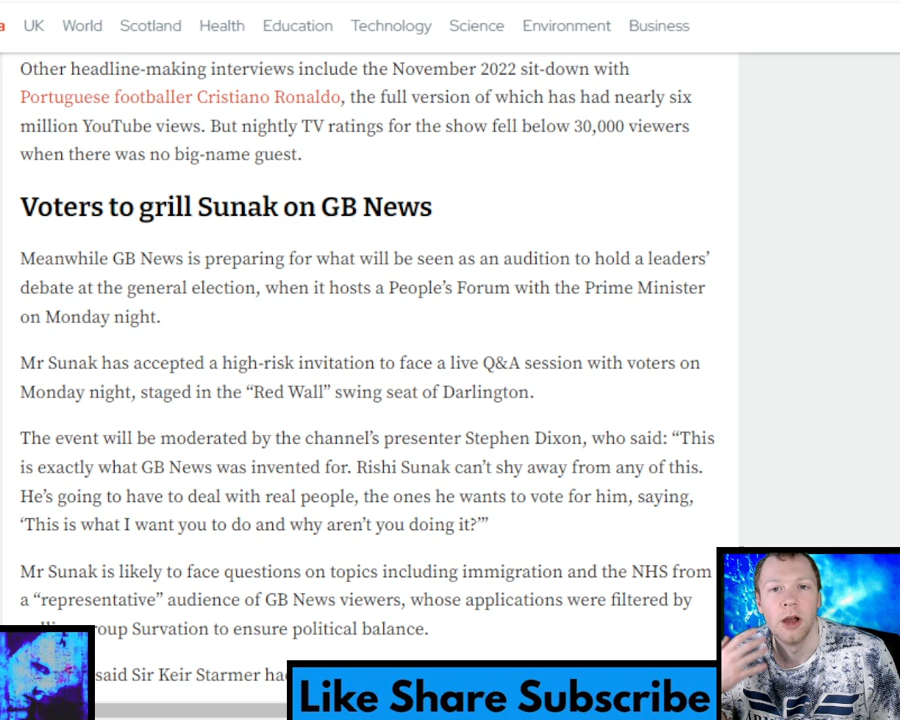 a UK World Scotland Health Education Technology Science Environment Business
Other headline-making interviews include the November 2022 sit-down with
Portuguese footballer Cristiano Ronaldo, the full version of which has had nearly six
million YouTube views. But nightly TV ratings for the show fell below 30,000 viewers
when there was no big-name guest.
Voters to grill Sunak on GB News
Meanwhile GB News is preparing for what will be seen as an audition to hold a leaders’
debate at the general election, when it hosts a People’s Forum with the Prime Minister
on Monday night.
Mr Sunak has accepted a high-risk invitation to face a live Q&A session with voters on
Monday night, staged in the “Red Wall” swing seat of Darlington.
The event will be moderated by the channel’s presenter Stephen Dixon, who said: “This
is exactly what GB News was invented for. Rishi Sunak can’t shy away from any of this.
He’s going to have to deal with real people, the ones he wants to vote for him, saying,
‘This is what I want you to do and why aren’t you doing it?’”
Mr Sunak is likely to face questions on topics including immigration and the NHS from
a “representative” audience of GB News viewers, whose applications were filtered by
oup Survation to ensure political balance.
said Sir Keir Starmer ha
Like Share Subscribe